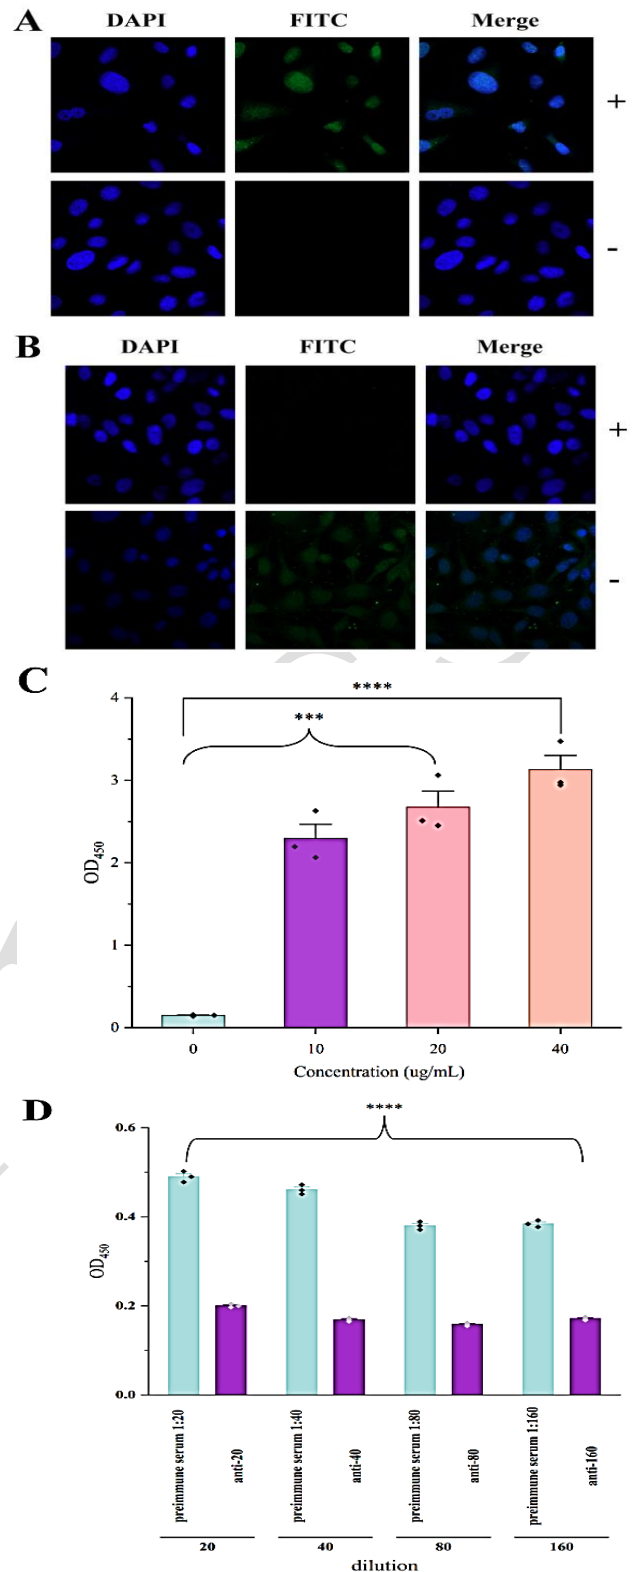 A
DAPI FITC Merge
+
-
B
DAPI FITC Merge
+
-
C
****
***
4
3
2
1
0
OD450
0 10 20 40
Concentration (ug/mL)
D
****
0.6
0.4
0.2
0.0
OD450
preimmune serum 1:20
anti-20
preimmune serum 1:40
anti-40
preimmune serum 1:80
anti-80
preimmune serum 1:160
anti-160
20 40 80 160
dilution